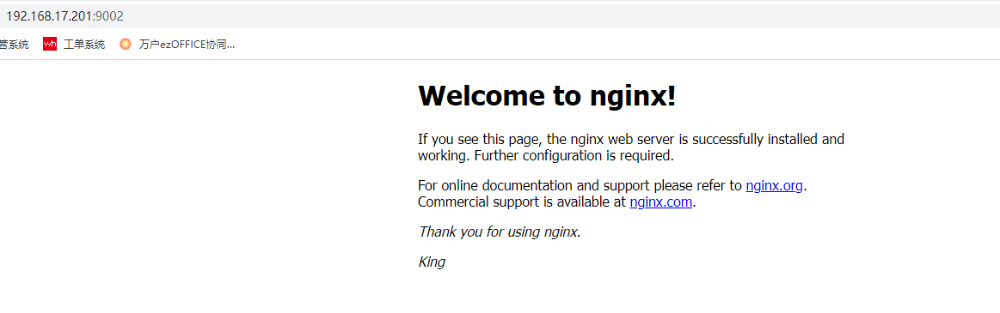 192.168.17.201:9002
管系统 wh 工单系统 万户ezOFFICE协同...
Welcome to nginx!
If you see this page, the nginx web server is successfully installed and
working. Further configuration is required.
For online documentation and support please refer to nginx.org.
Commercial support is available at nginx.com.
Thank you for using nginx.
King